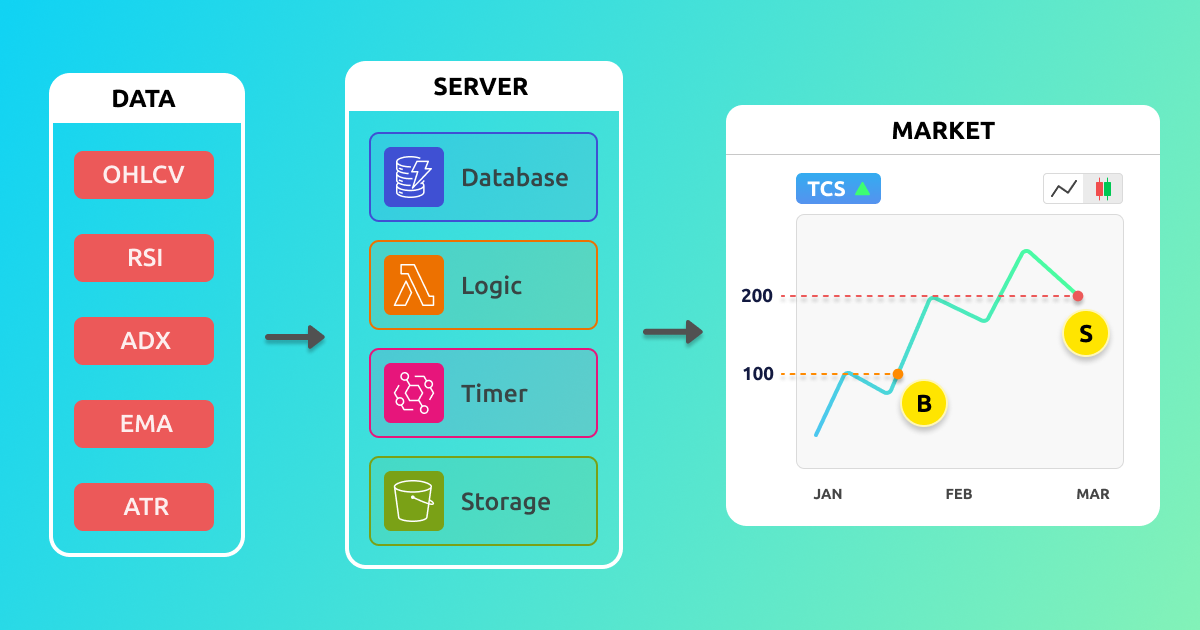 DATA
OHLCV
RSI
ADX
EMA
ATR
SERVER
Database
Logic
Timer
Storage
MARKET
TCS
200
100
S
B
JAN FEB MAR